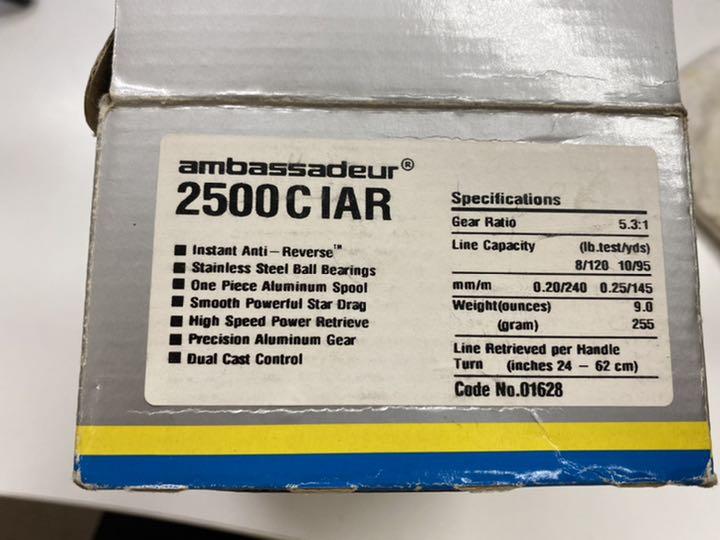 ambassadeur®
2500C IAR
■ Instant Anti-Reverse™
■ Stainless Steel Ball Bearings
■ One Piece Aluminum Spool
■ Smooth Powerful Star Drag
■ High Speed Power Retrieve
■ Precision Aluminum Gear
■ Dual Cast Control
Specifications
Gear Ratio 5.3:1
Line Capacity (lb.test/yds)
8/120 10/95
mm/m 0.20/240 0.25/145
Weight(ounces) 9.0
(gram) 255
Line Retrieved per Handle
Turn (inches 24 - 62 cm)
Code No.01628